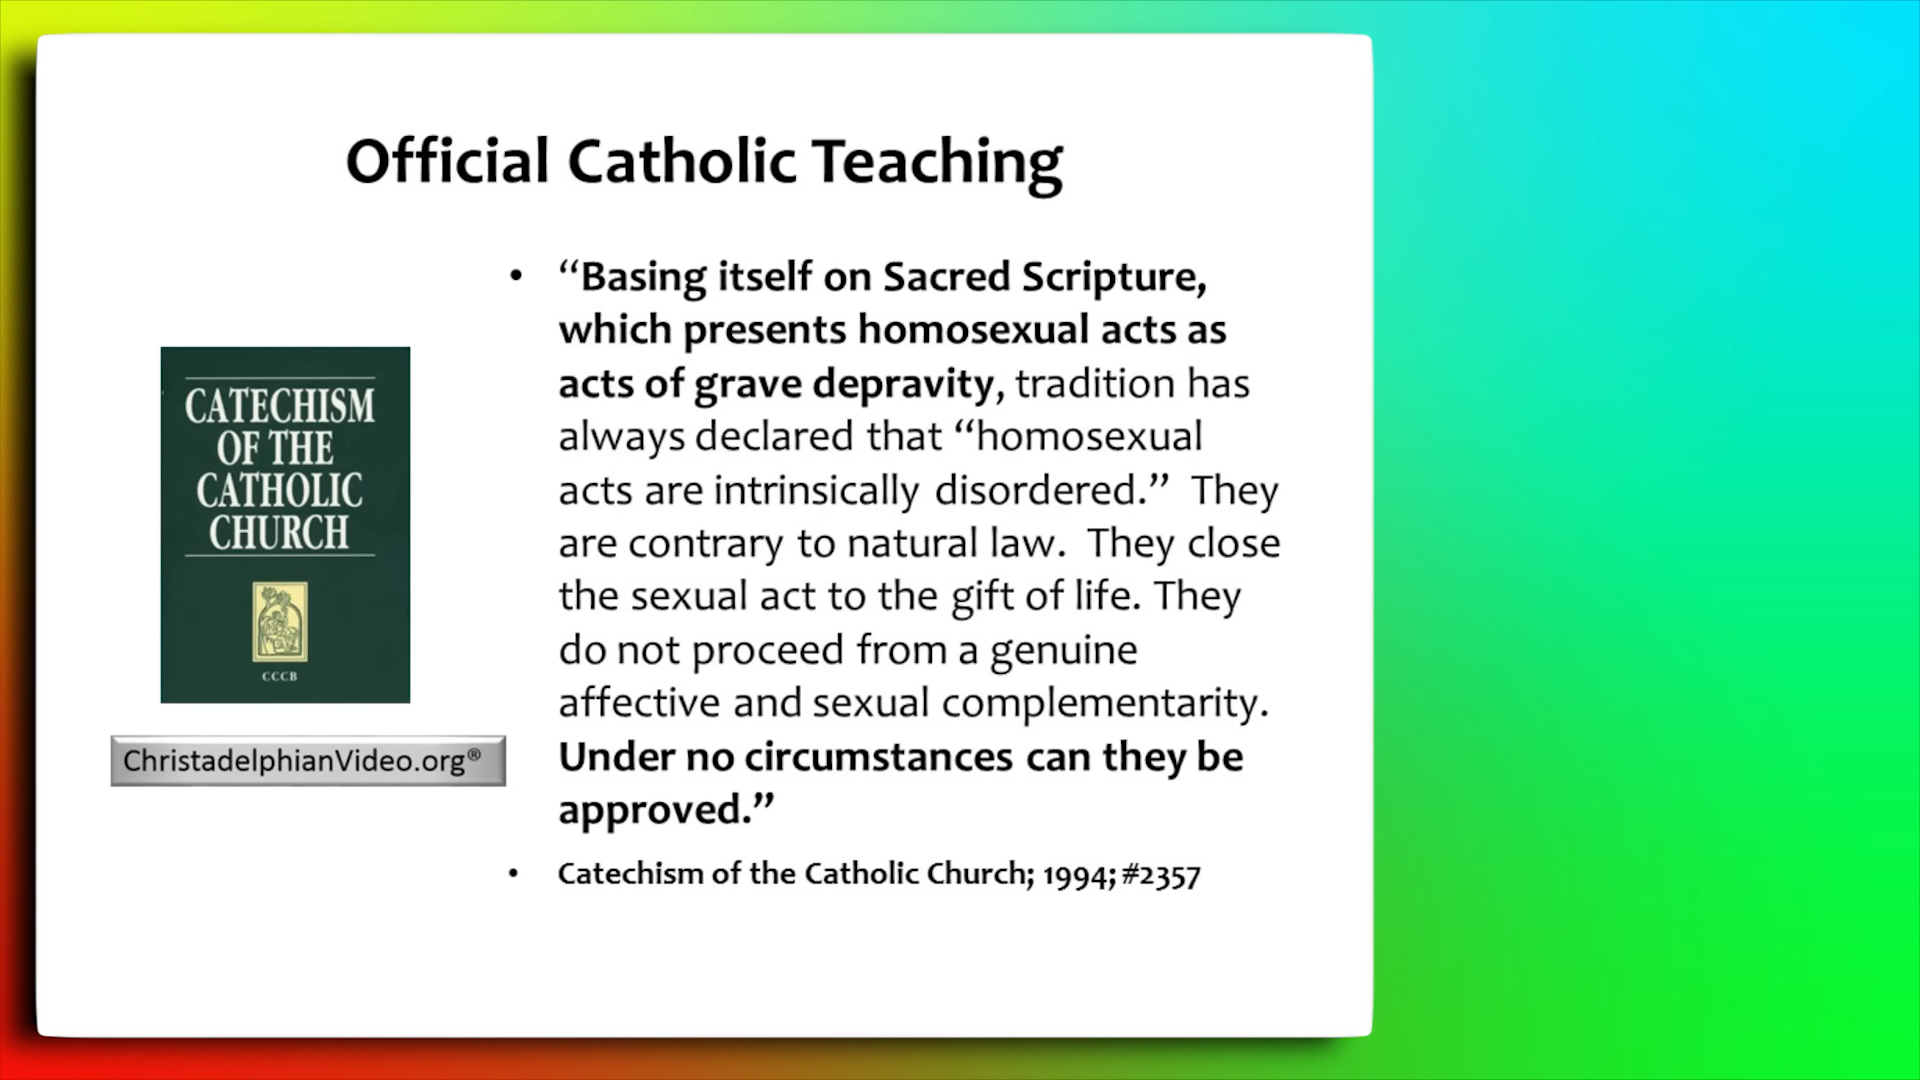 Official Catholic Teaching
CATECHISM
OF THE
CATHOLIC
CHURCH
CCCB
ChristadelphianVideo.org®
• “Basing itself on Sacred Scripture,
which presents homosexual acts as
acts of grave depravity, tradition has
always declared that “homosexual
acts are intrinsically disordered.” They
are contrary to natural law. They close
the sexual act to the gift of life. They
do not proceed from a genuine
affective and sexual complementarity.
Under no circumstances can they be
approved.”
• Catechism of the Catholic Church; 1994; #2357